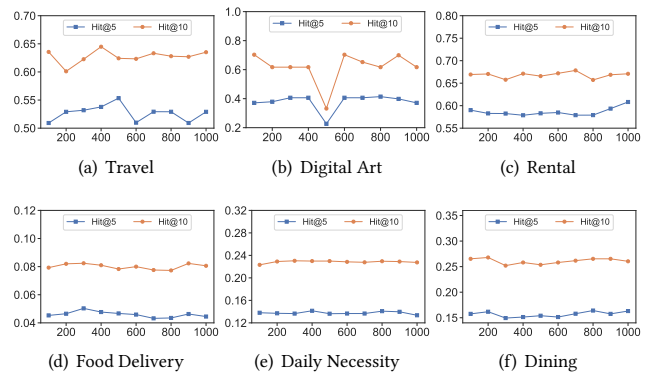 Hit@5 Hit@10
0.70
0.65
0.60
0.55
0.50
200 400 600 800 1000
(a) Travel
Hit@5 Hit@10
1.0
0.8
0.6
0.4
0.2
200 400 600 800 1000
(b) Digital Art
Hit@5 Hit@10
0.80
0.75
0.70
0.65
0.60
0.55
200 400 600 800 1000
(c) Rental
Hit@5 Hit@10
0.12
0.10
0.08
0.06
0.04
200 400 600 800 1000
(d) Food Delivery
Hit@5 Hit@10
0.32
0.28
0.24
0.20
0.16
0.12
200 400 600 800 1000
(e) Daily Necessity
Hit@5 Hit@10
0.35
0.30
0.25
0.20
0.15
200 400 600 800 1000
(f) Dining